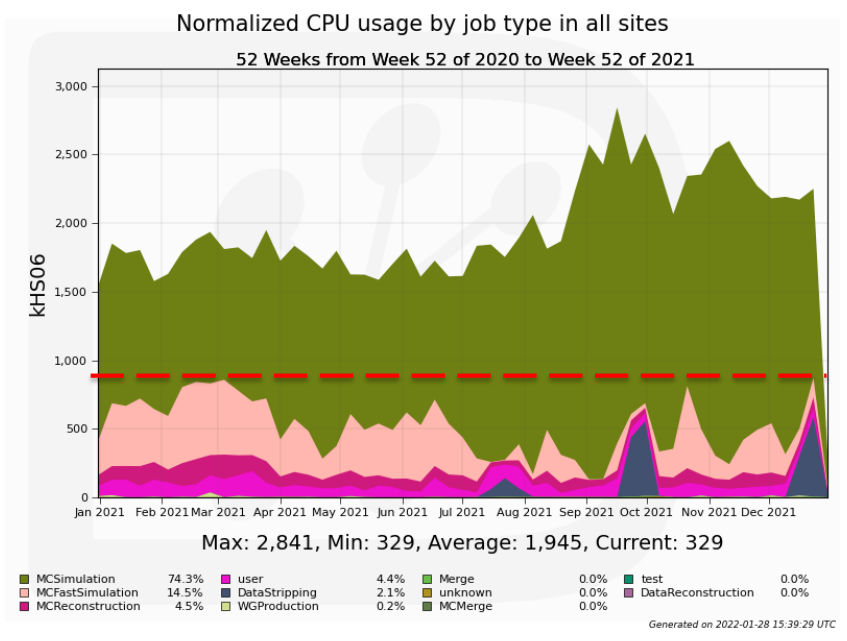 Normalized CPU usage by job type in all sites
52 Weeks from Week 52 of 2020 to Week 52 of 2021
kHS06
3,000
2,500
2,000
1,500
1,000
500
0
Jan 2021 Feb 2021 Mar 2021 Apr 2021 May 2021 Jun 2021 Jul 2021 Aug 2021 Sep 2021 Oct 2021 Nov 2021 Dec 2021
Max: 2,841, Min: 329, Average: 1,945, Current: 329
MCSimulation 74.3% user 4.4% Merge 0.0% test 0.0%
MCFastSimulation 14.5% DataStripping 2.1% unknown 0.0% DataReconstruction 0.0%
MCReconstruction 4.5% WGProduction 0.2% MCMerge 0.0%
Generated on 2022-01-28 15:39:29 UTC